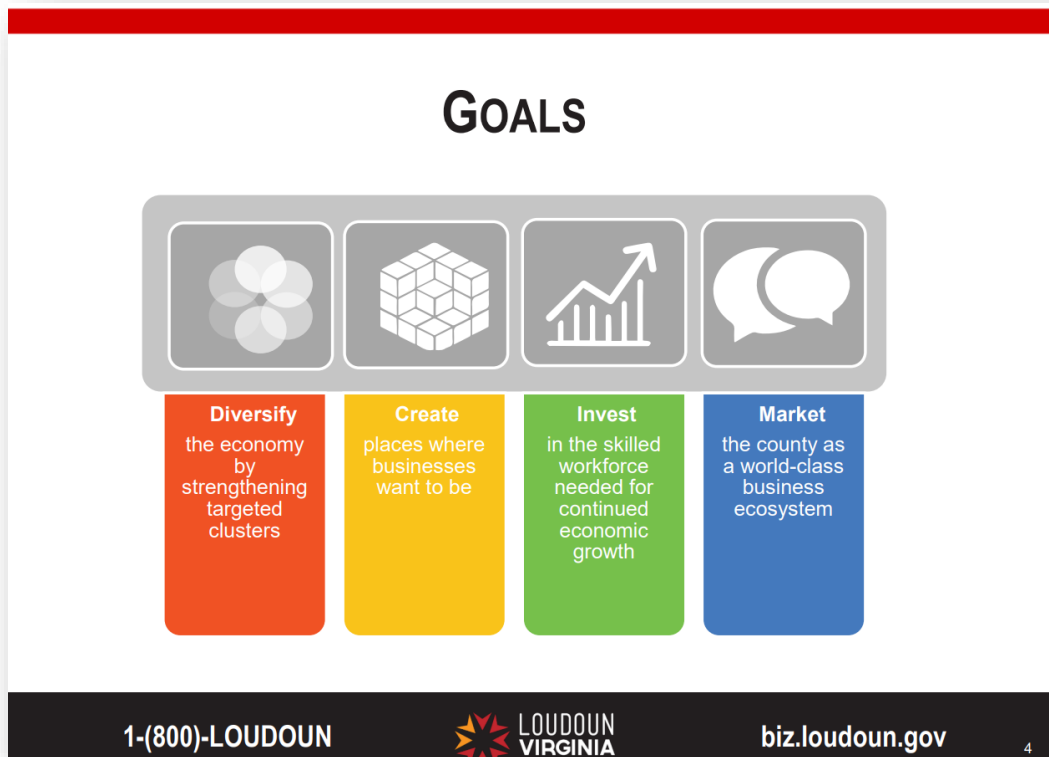 GOALS
Diversify
the economy
by
strengthening
targeted
clusters
Create
places where
businesses
want to be
Invest
in the skilled
workforce
needed for
continued
economic
growth
Market
the county as
a world-class
business
ecosystem
1-(800)-LOUDOUN
LOUDOUN
VIRGINIA
biz.loudoun.gov
4